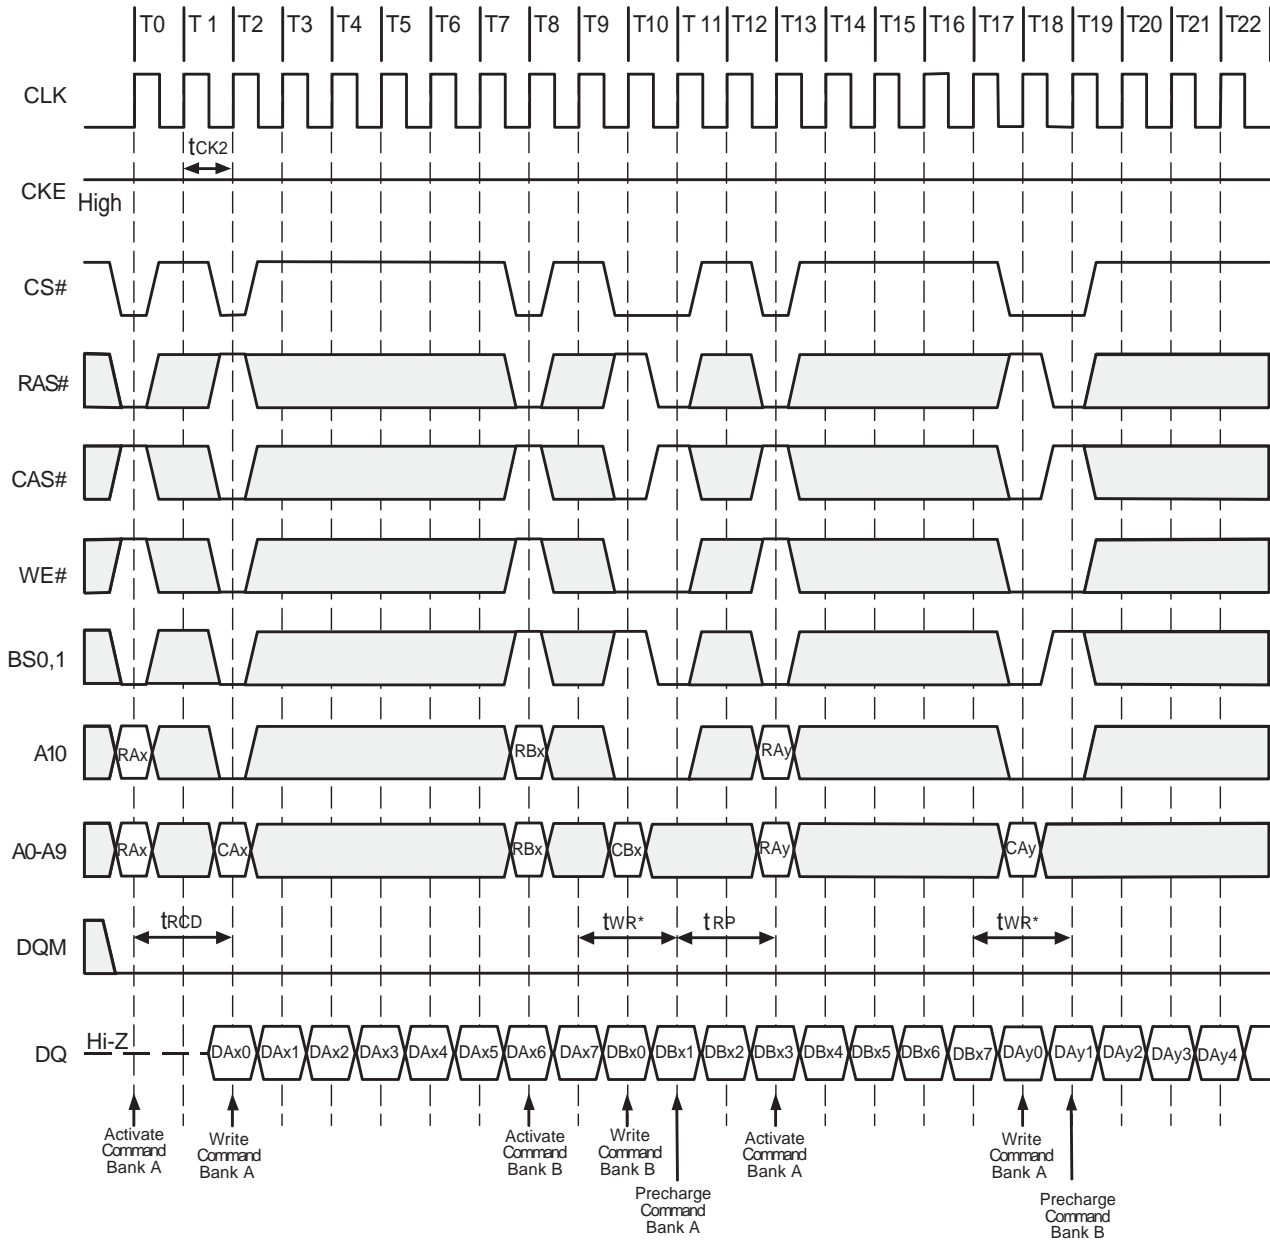 T0 T 1 T2 T3 T4 T5 T6 T7 T8 T9 T10 T 11 T12 T13 T14 T15 T16 T17 T18 T19 T20 T21 T22
CLK
tCK2
CKE
High
CS#
RAS#
CAS#
WE#
BS0,1
A10 RAx RBx RAy
A0-A9 RAx CAx RBx CBx RAy CAy
tRCD tWR* tRP tWR*
DQM
Hi-Z
DQ DAx0 DAx1 DAx2 DAx3 DAx4 DAx5 DAx6 DAx7 DBx0 DBx1 DBx2 DBx3 DBx4 DBx5 DBx6 DBx7 DAy0 DAy1 DAy2 DAy3 DAy4
Activate
Command
Bank A
Write
Command
Bank A
Activate
Command
Bank B
Write
Command
Bank B
Precharge
Command
Bank A
Activate
Command
Bank A
Write
Command
Bank A
Precharge
Command
Bank B